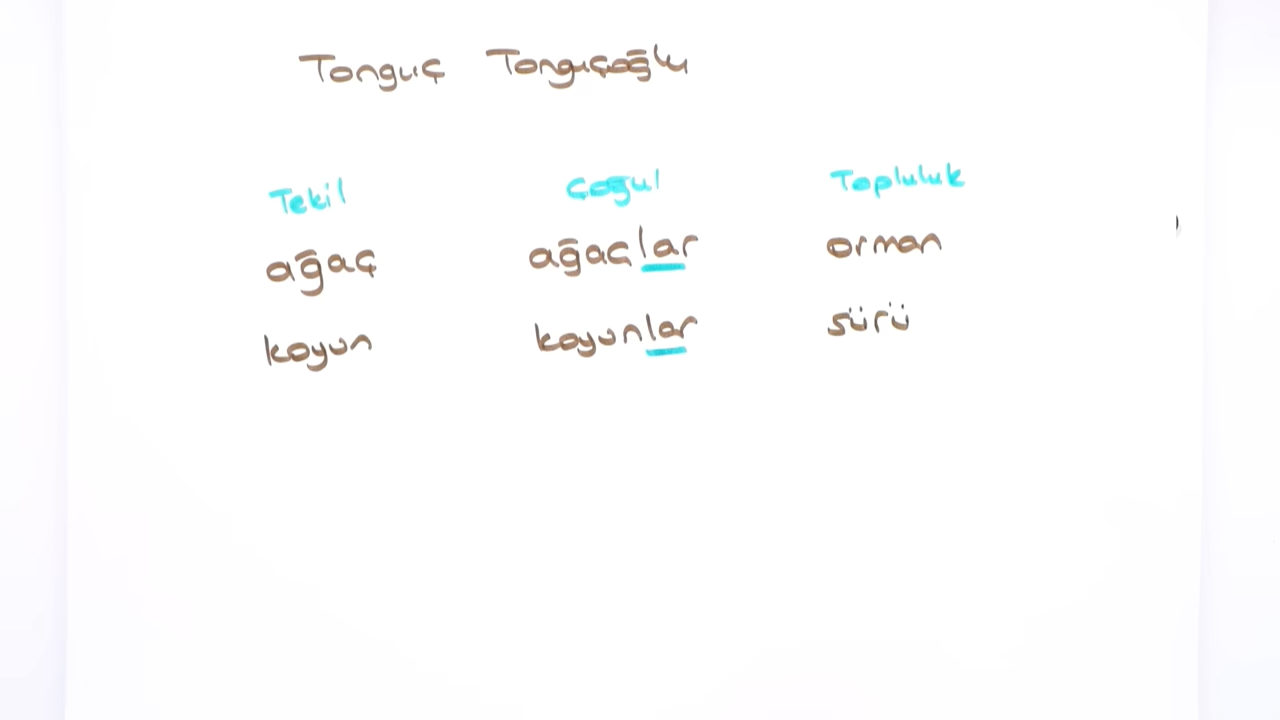 Tonguç Tonguçoğlu
Tekil Çoğul Topluluk
ağaç ağaçlar orman
koyun koyunlar sürü